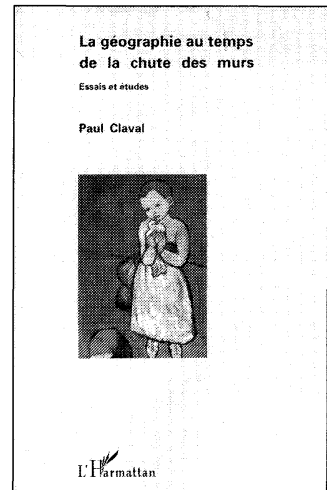 La géographie au temps
de la chute des murs
Essais et études
Paul Claval
L'Harmattan